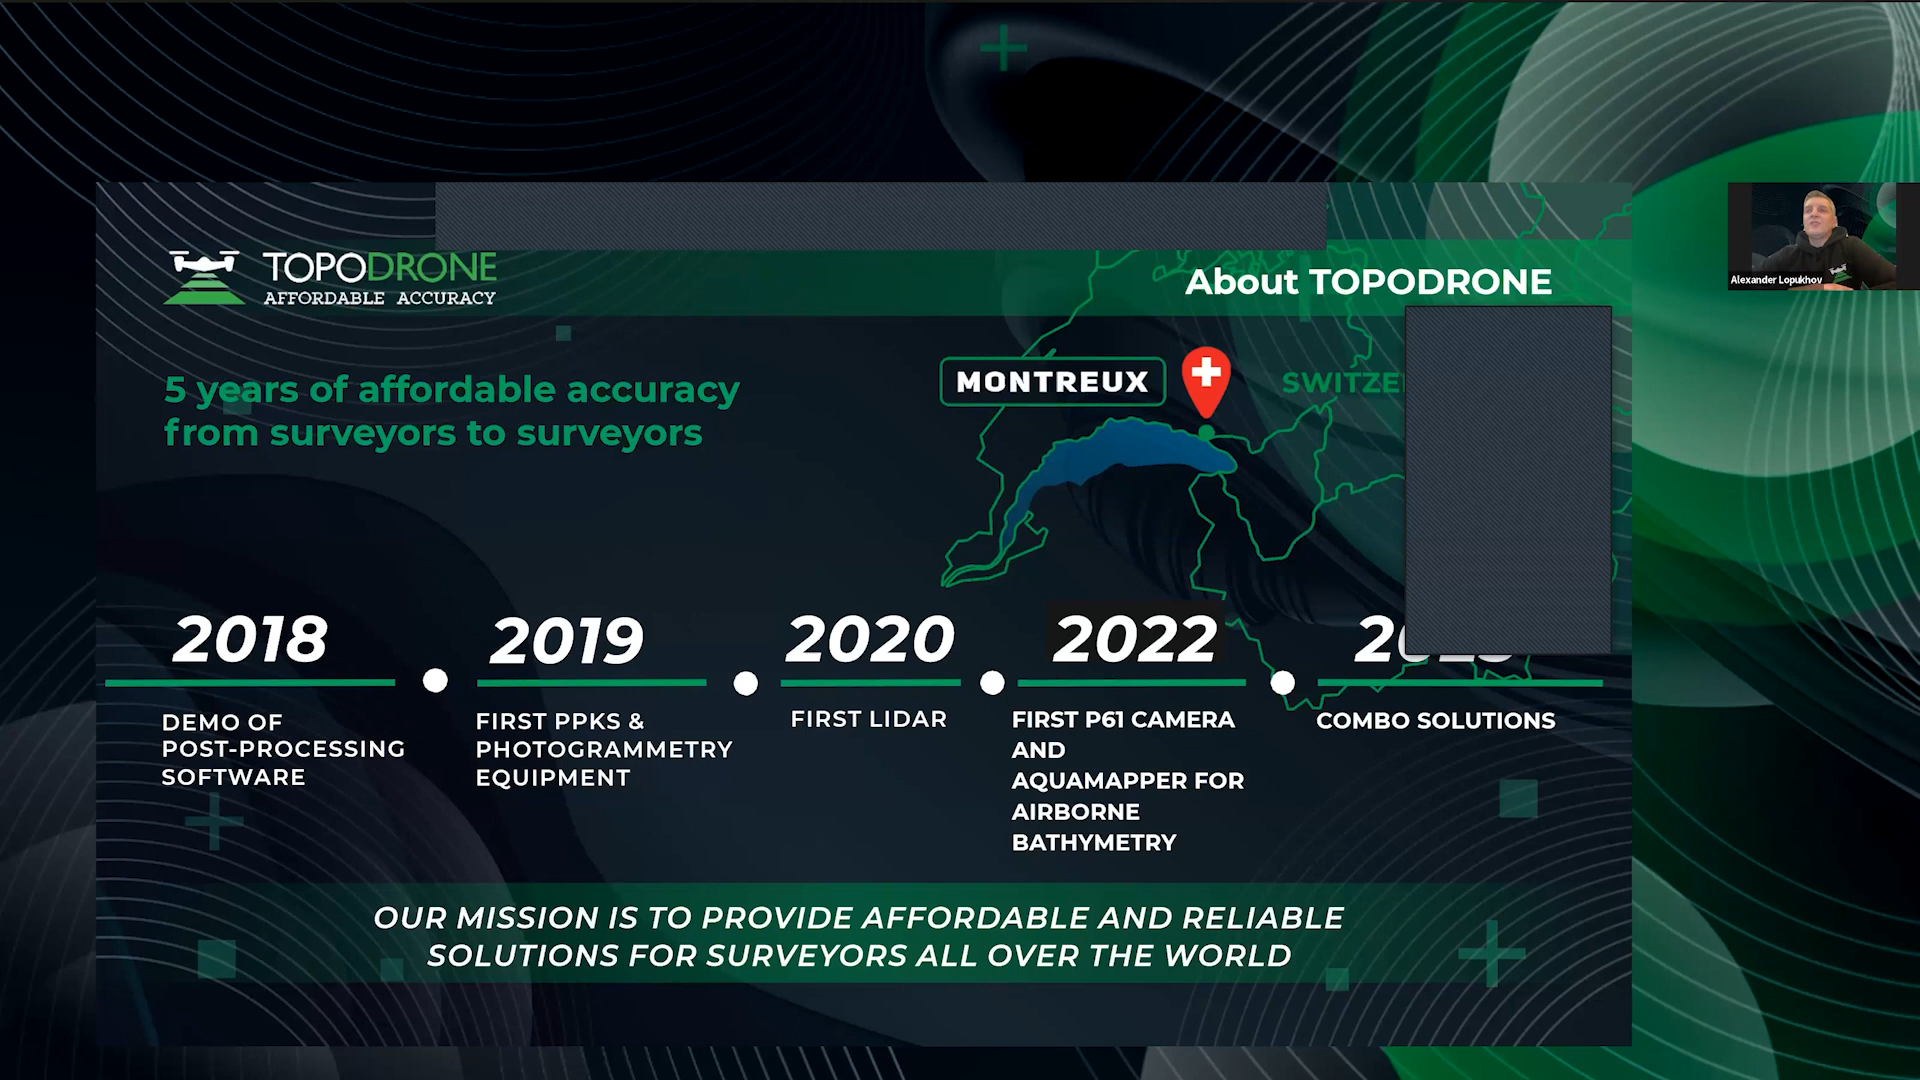 TOPODRONE
AFFORDABLE ACCURACY
About TOPODRONE
Alexander Lopukhov
5 years of affordable accuracy
from surveyors to surveyors
MONTREUX
2018
DEMO OF
POST-PROCESSING
SOFTWARE
2019
FIRST PPKS &
PHOTOGRAMMETRY
EQUIPMENT
2020
FIRST LIDAR
2022
FIRST P61 CAMERA
AND
AQUAMAPPER FOR
AIRBORNE
BATHYMETRY
COMBO SOLUTIONS
OUR MISSION IS TO PROVIDE AFFORDABLE AND RELIABLE
SOLUTIONS FOR SURVEYORS ALL OVER THE WORLD